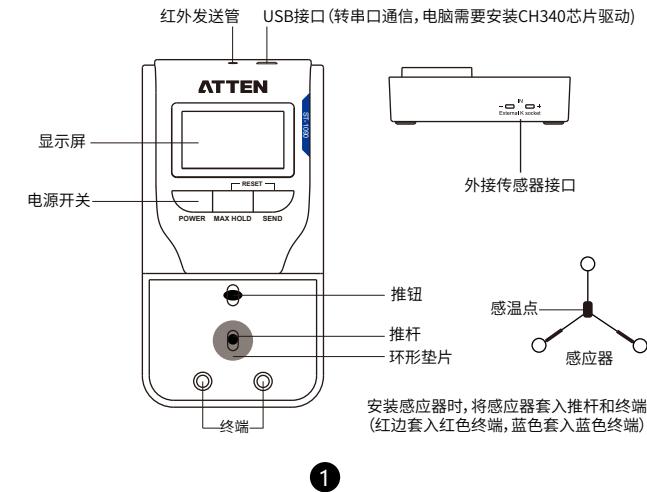 红外发送管
USB接口 (转串口通信,电脑需要安装CH340芯片驱动)
ATTEN
ST-1090
IN
- +
External K socket
显示屏
外接传感器接口
RESET
电源开关
POWER MAX HOLD SEND
推钮
感温点
推杆
环形垫片
感应器
终端
安装感应器时,将感应器套入推杆和终端
(红边套入红色终端,蓝色套入蓝色终端)
1